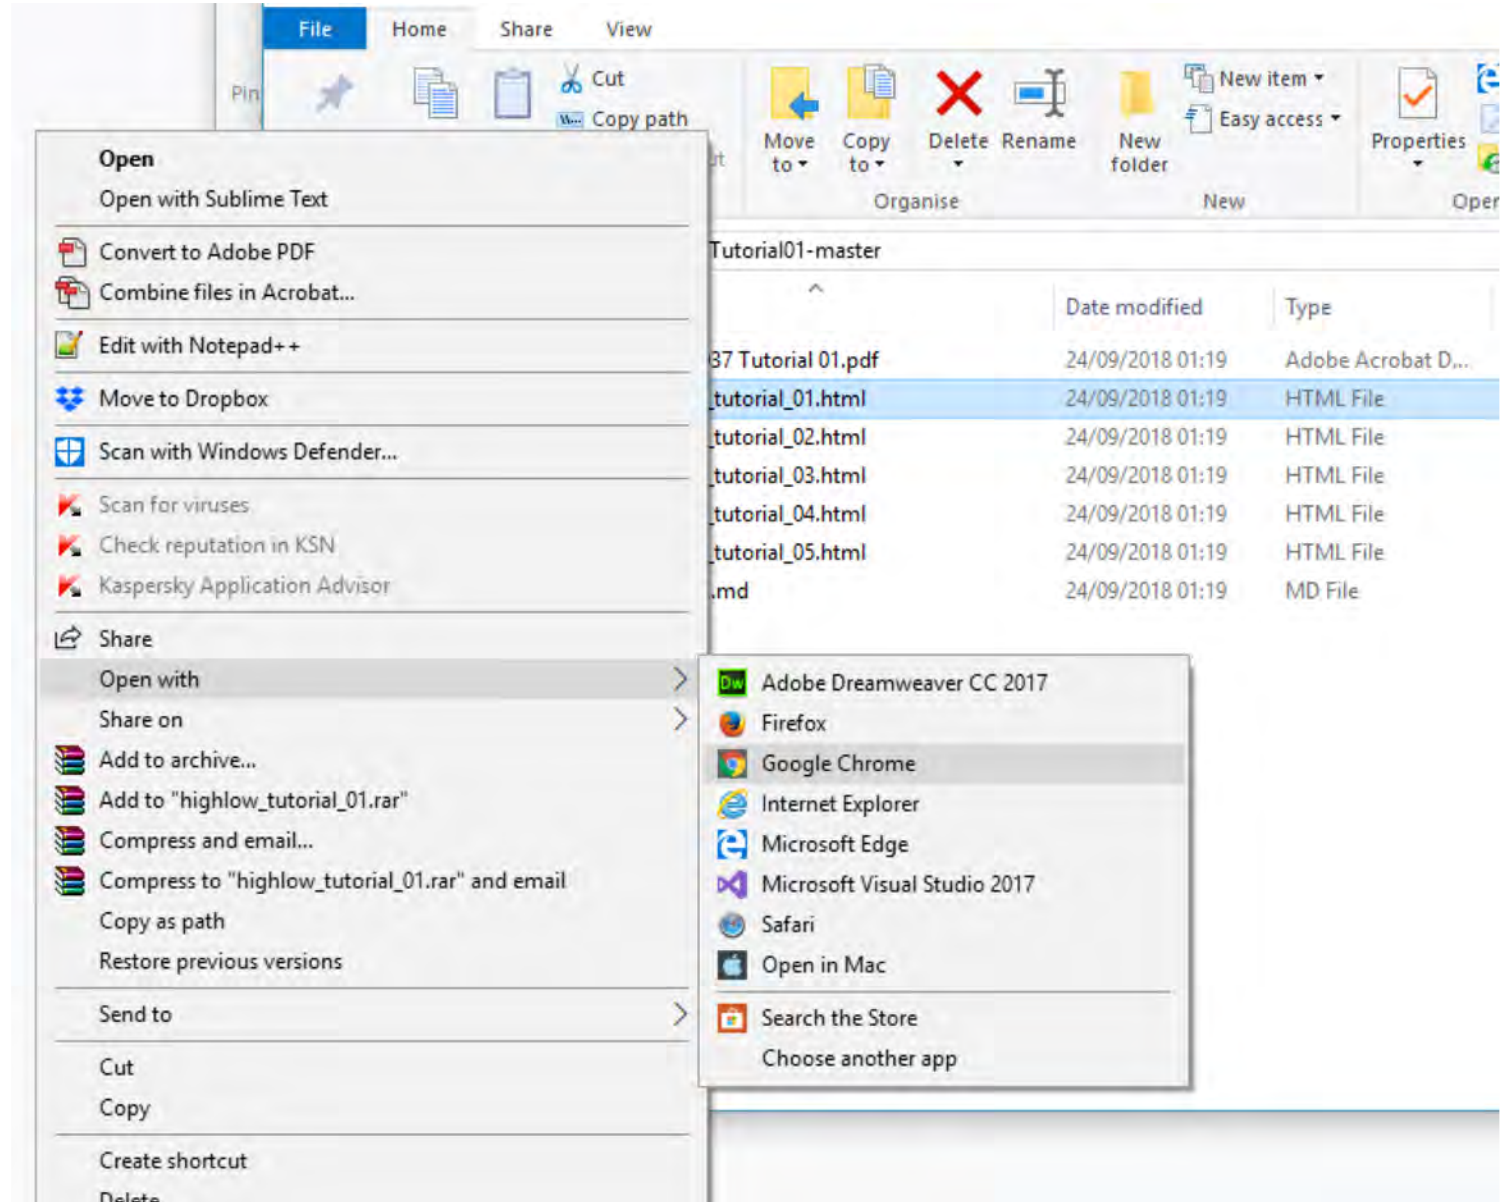 File Home Share View
Pin
Cut
Copy path
Move to
Copy to
Delete
Rename
New folder
New item
Easy access
Properties
Organise
New
Tutorial01-master
Date modified
Type
37 Tutorial 01.pdf 24/09/2018 01:19 Adobe Acrobat D...
_tutorial_01.html 24/09/2018 01:19 HTML File
_tutorial_02.html 24/09/2018 01:19 HTML File
_tutorial_03.html 24/09/2018 01:19 HTML File
_tutorial_04.html 24/09/2018 01:19 HTML File
_tutorial_05.html 24/09/2018 01:19 HTML File
.md 24/09/2018 01:19 MD File
Open
Open with Sublime Text
Convert to Adobe PDF
Combine files in Acrobat...
Edit with Notepad++
Move to Dropbox
Scan with Windows Defender...
Scan for viruses
Check reputation in KSN
Kaspersky Application Advisor
Share
Open with
Share on
Add to archive...
Add to "highlow_tutorial_01.rar"
Compress and email...
Compress to "highlow_tutorial_01.rar" and email
Copy as path
Restore previous versions
Send to
Cut
Copy
Create shortcut
Delete
Dw Adobe Dreamweaver CC 2017
Firefox
Google Chrome
Internet Explorer
Microsoft Edge
Microsoft Visual Studio 2017
Safari
Open in Mac
Search the Store
Choose another app